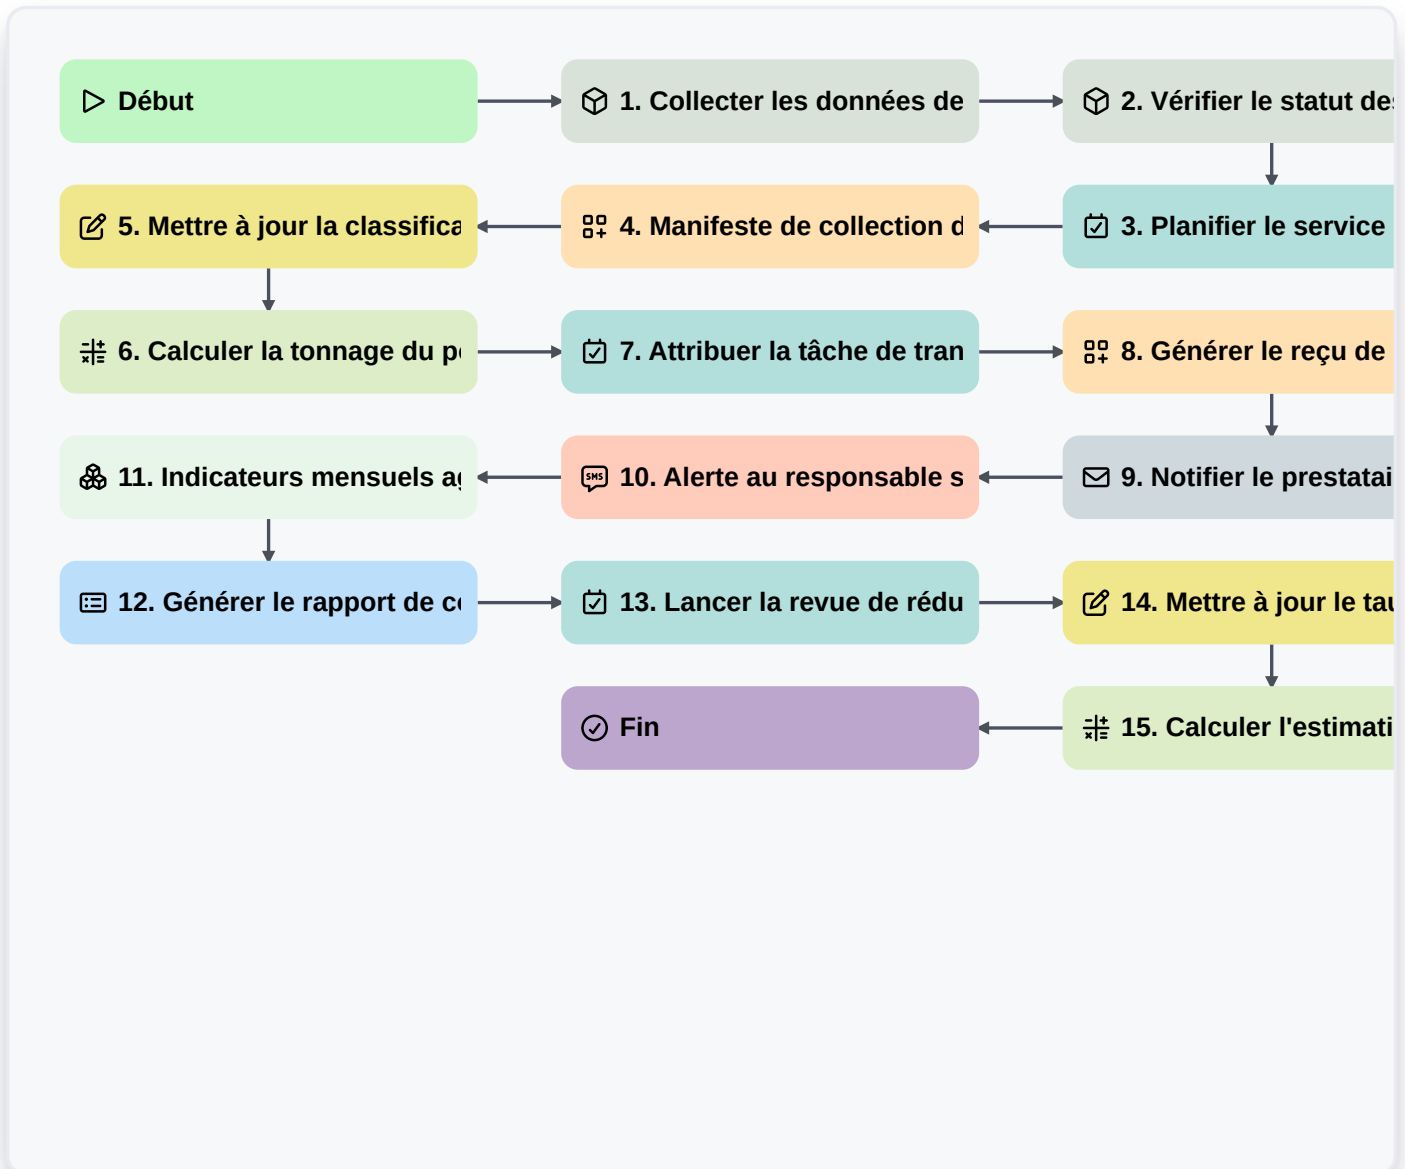 Début
1. Collecter les données de
2. Vérifier le statut des
3. Planifier le service
4. Manifeste de collection d
5. Mettre à jour la classifica
6. Calculer la tonnage du p
7. Attribuer la tâche de tran
8. Générer le reçu de
9. Notifier le prestatai
10. Alerte au responsable s
11. Indicateurs mensuels ag
12. Générer le rapport de c
13. Lancer la revue de rédu
14. Mettre à jour le tau
15. Calculer l'estimati
Fin
SMS